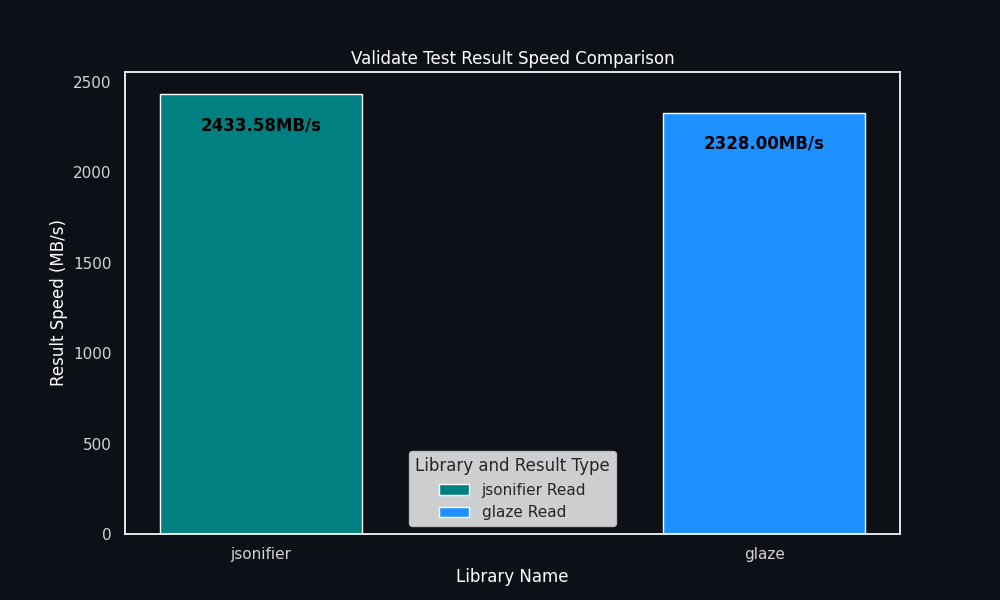 Validate Test Result Speed Comparison
Result Speed (MB/s)
2500
2000
1500
1000
500
0
2433.58MB/s
2328.00MB/s
Library and Result Type
jsonifier Read
glaze Read
jsonifier
glaze
Library Name